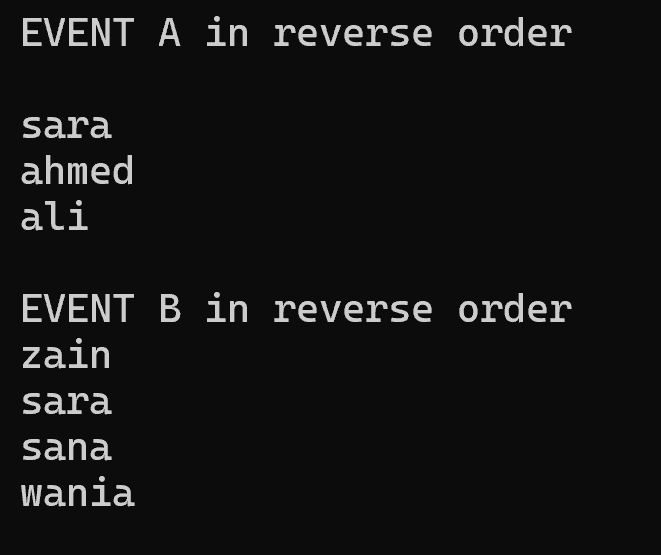 EVENT A in reverse order
sara
ahmed
ali
EVENT B in reverse order
zain
sara
sana
wania